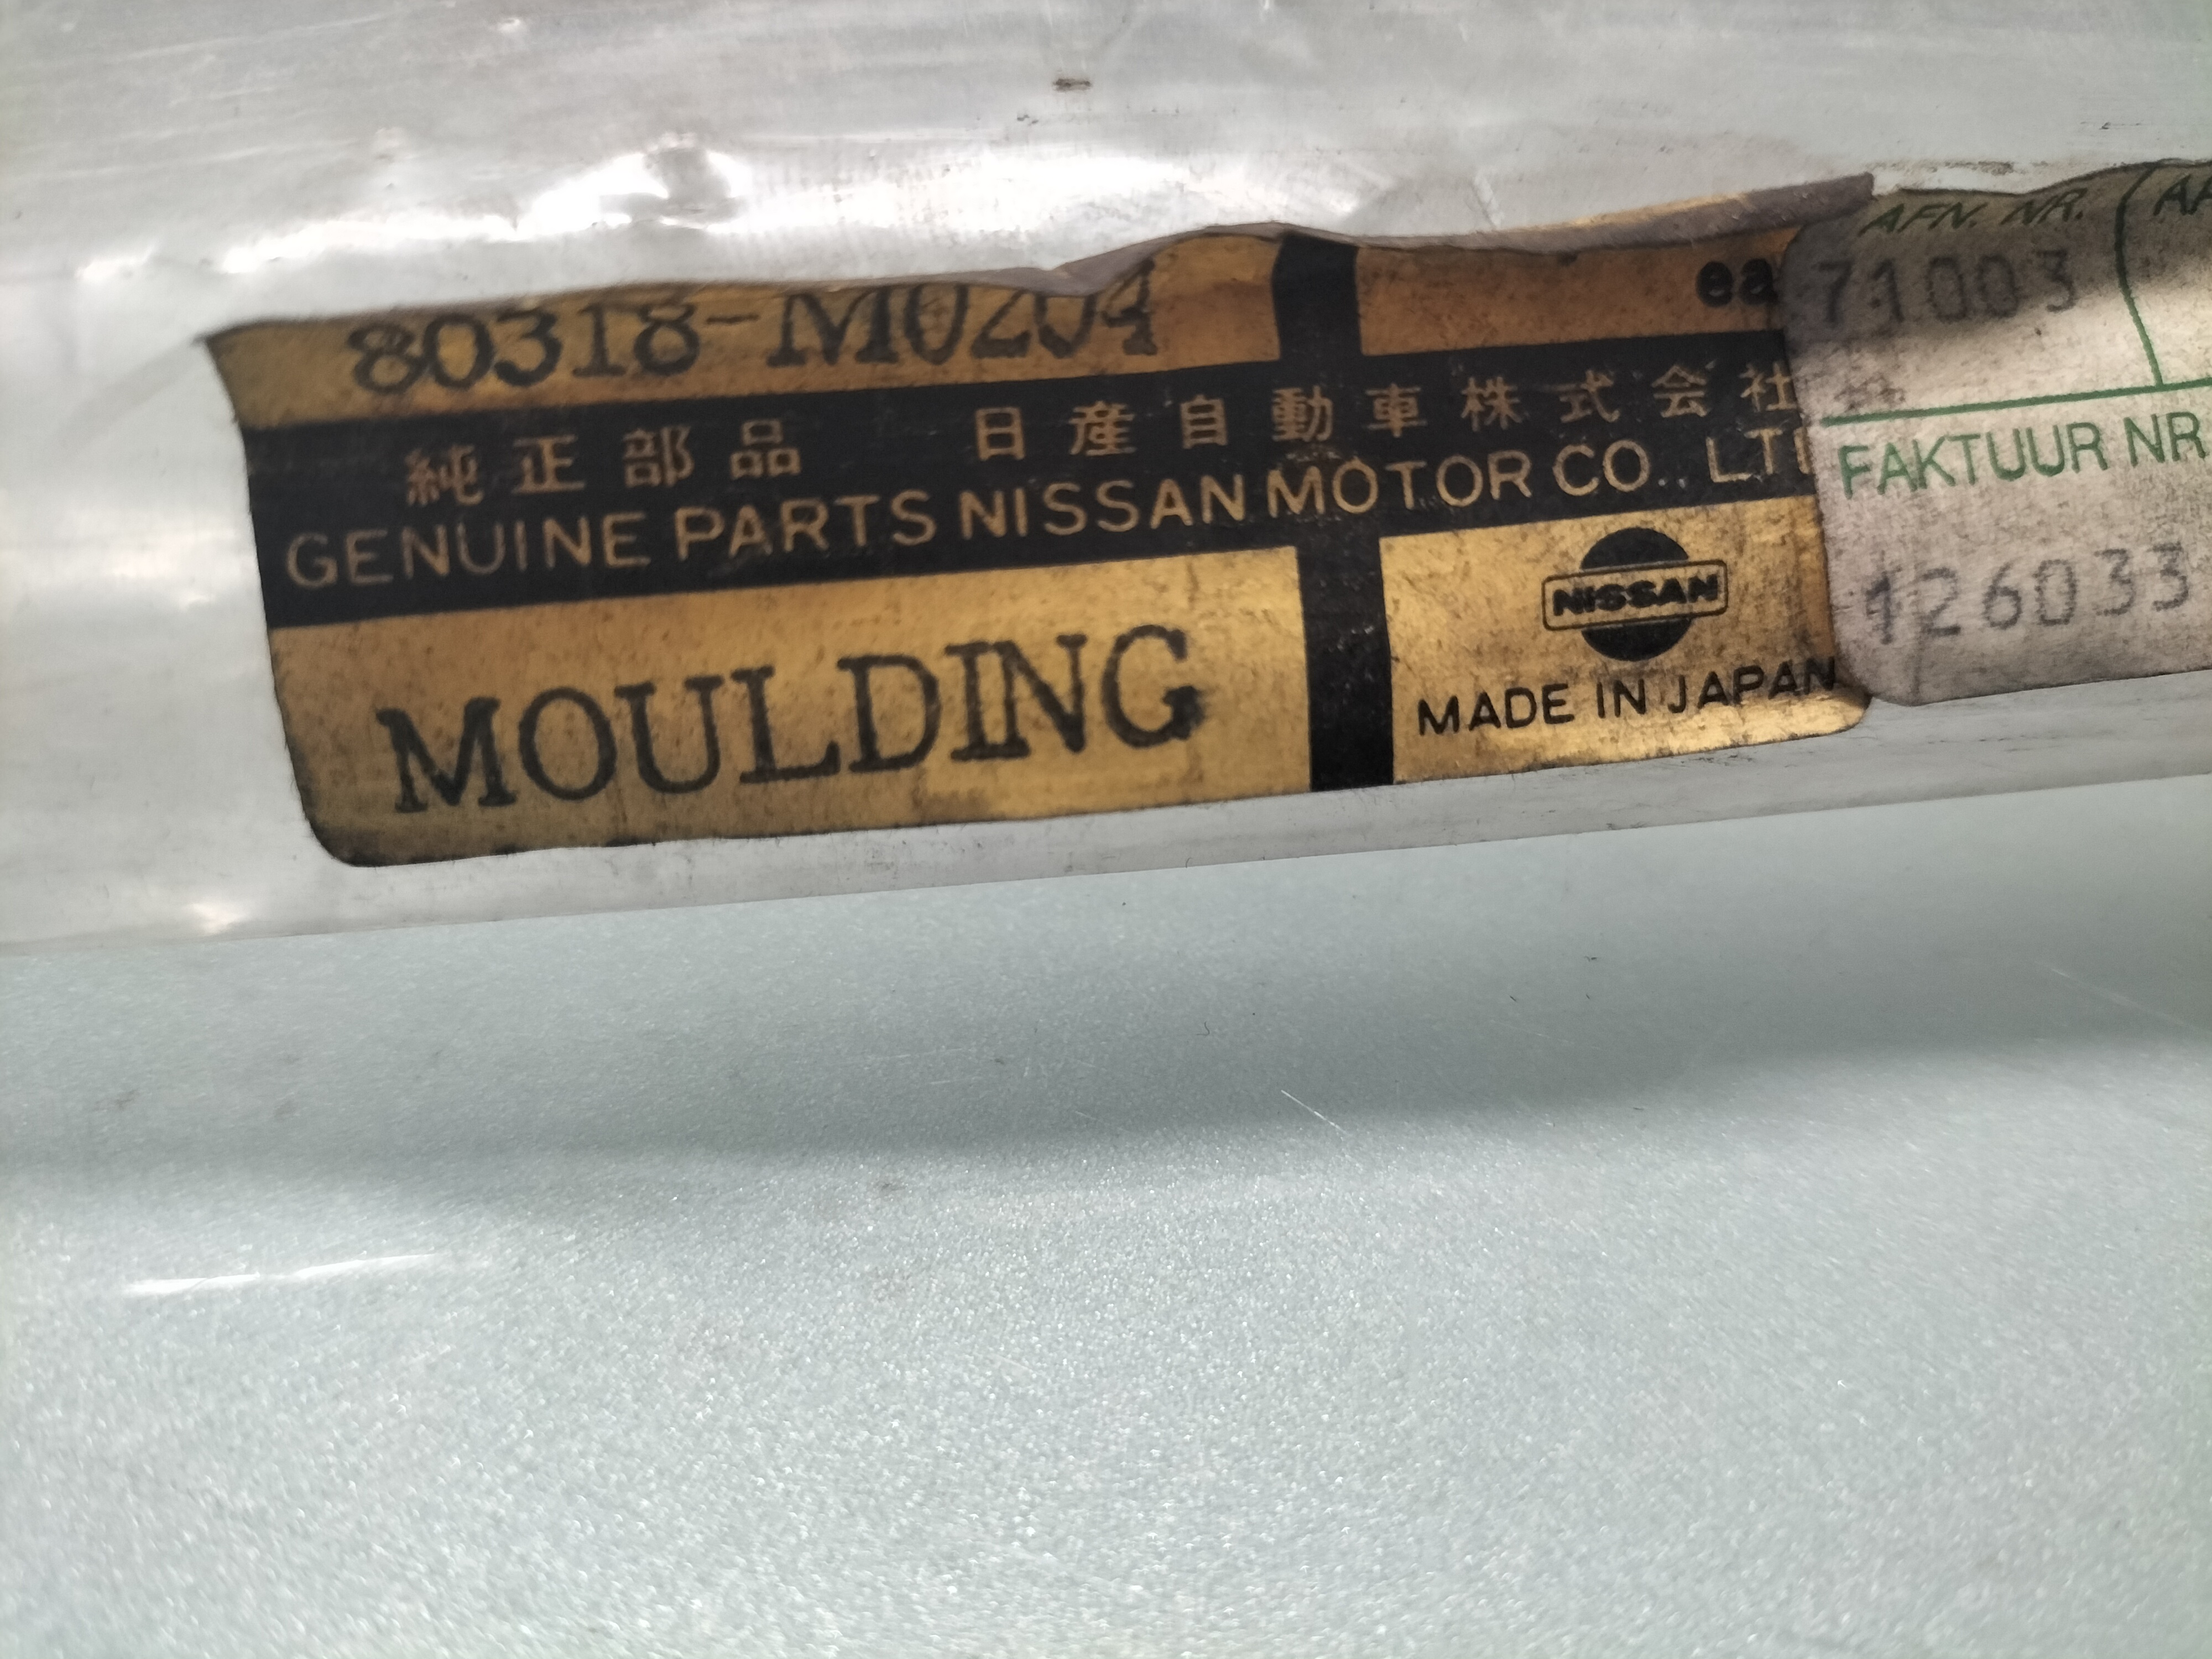 80318-M0204
ea
純正部品 日産自動車株式会社
GENUINE PARTS NISSAN MOTOR CO., LT
MOULDING
NISSAN
MADE IN JAPAN
AFN. NR.
71003
FAKTUUR NR
126033